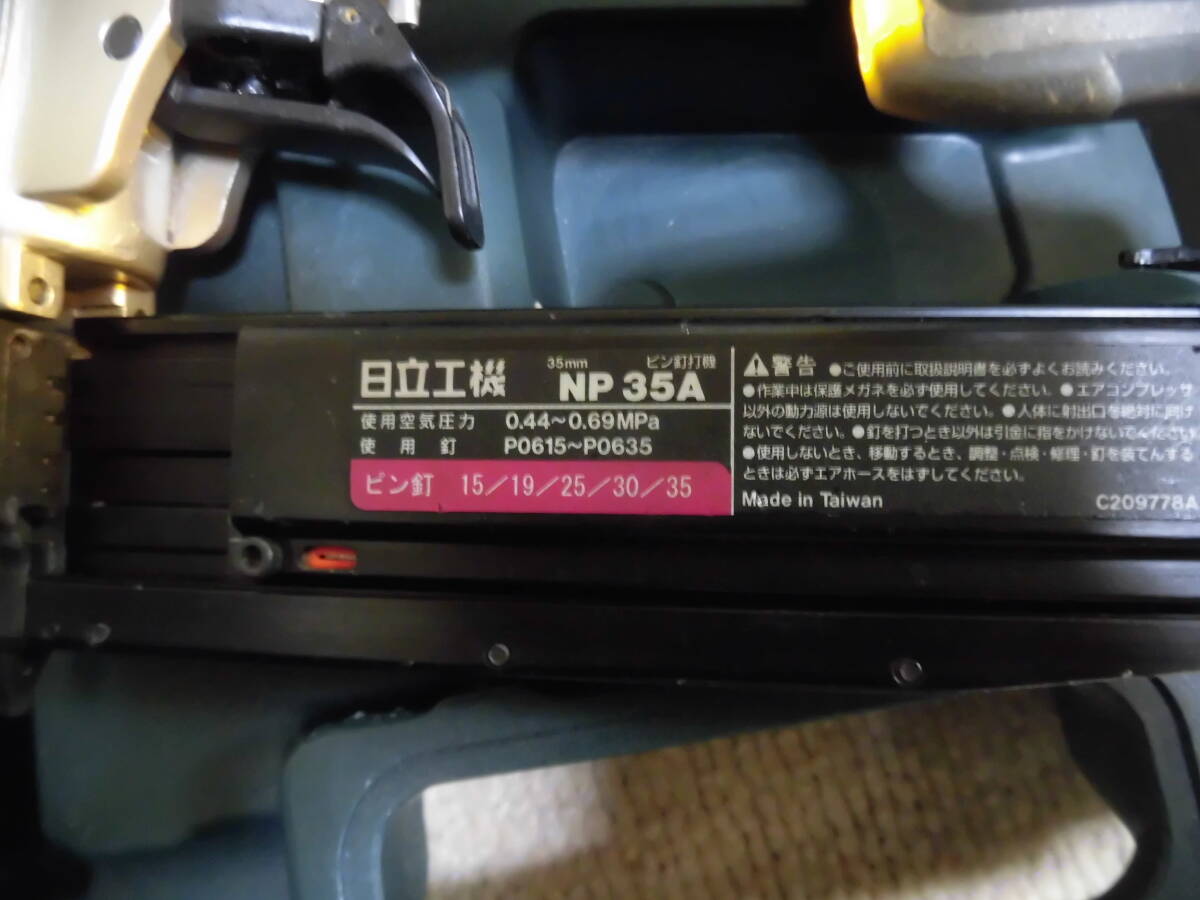 日立工機
35mm ピン釘打機
NP 35A
使用空気圧力 0.44～0.69MPa
使用釘 P0615～P0635
ピン釘 15／19／25／30／35
⚠警告 ●ご使用前に取扱説明書を必ずよくお読みください。
●作業中は保護メガネを必ず使用してください。●エアコンプレッサ
以外の動力源は使用しないでください。●人体に射出口を絶対に向け
ないでください。●釘を打つとき以外は引金に指をかけないでください
●使用しないとき、移動するとき、調整・点検・修理・釘を装てんする
ときは必ずエアホースをはずしてください。
Made in Taiwan C209778A